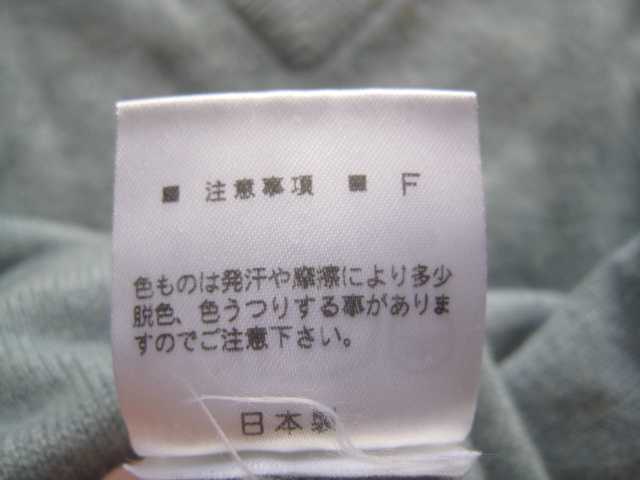 ■ 注意事項 ■ F
色ものは発汗や摩擦により多少
脱色、色うつりする事がありま
すのでご注意下さい。
日本製